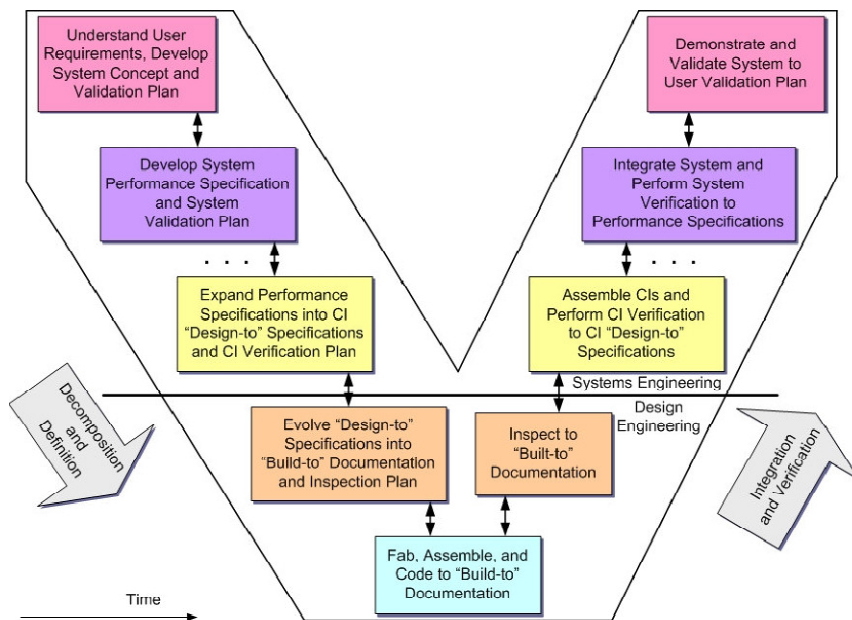 Understand User
Requirements, Develop
System Concept and
Validation Plan
Demonstrate and
Validate System to
User Validation Plan
Develop System
Performance Specification
and System
Validation Plan
Integrate System and
Perform System
Verification to
Performance Specifications
. . .
. . .
Expand Performance
Specifications into CI
“Design-to” Specifications
and CI Verification Plan
Assemble CIs and
Perform CI Verification
to CI “Design-to”
Specifications
Systems Engineering
Design
Engineering
Decomposition
and
Definition
Evolve “Design-to”
Specifications into
“Build-to” Documentation
and Inspection Plan
Inspect to
“Built-to”
Documentation
Integration
and Verification
Fab, Assemble, and
Code to “Build-to”
Documentation
Time